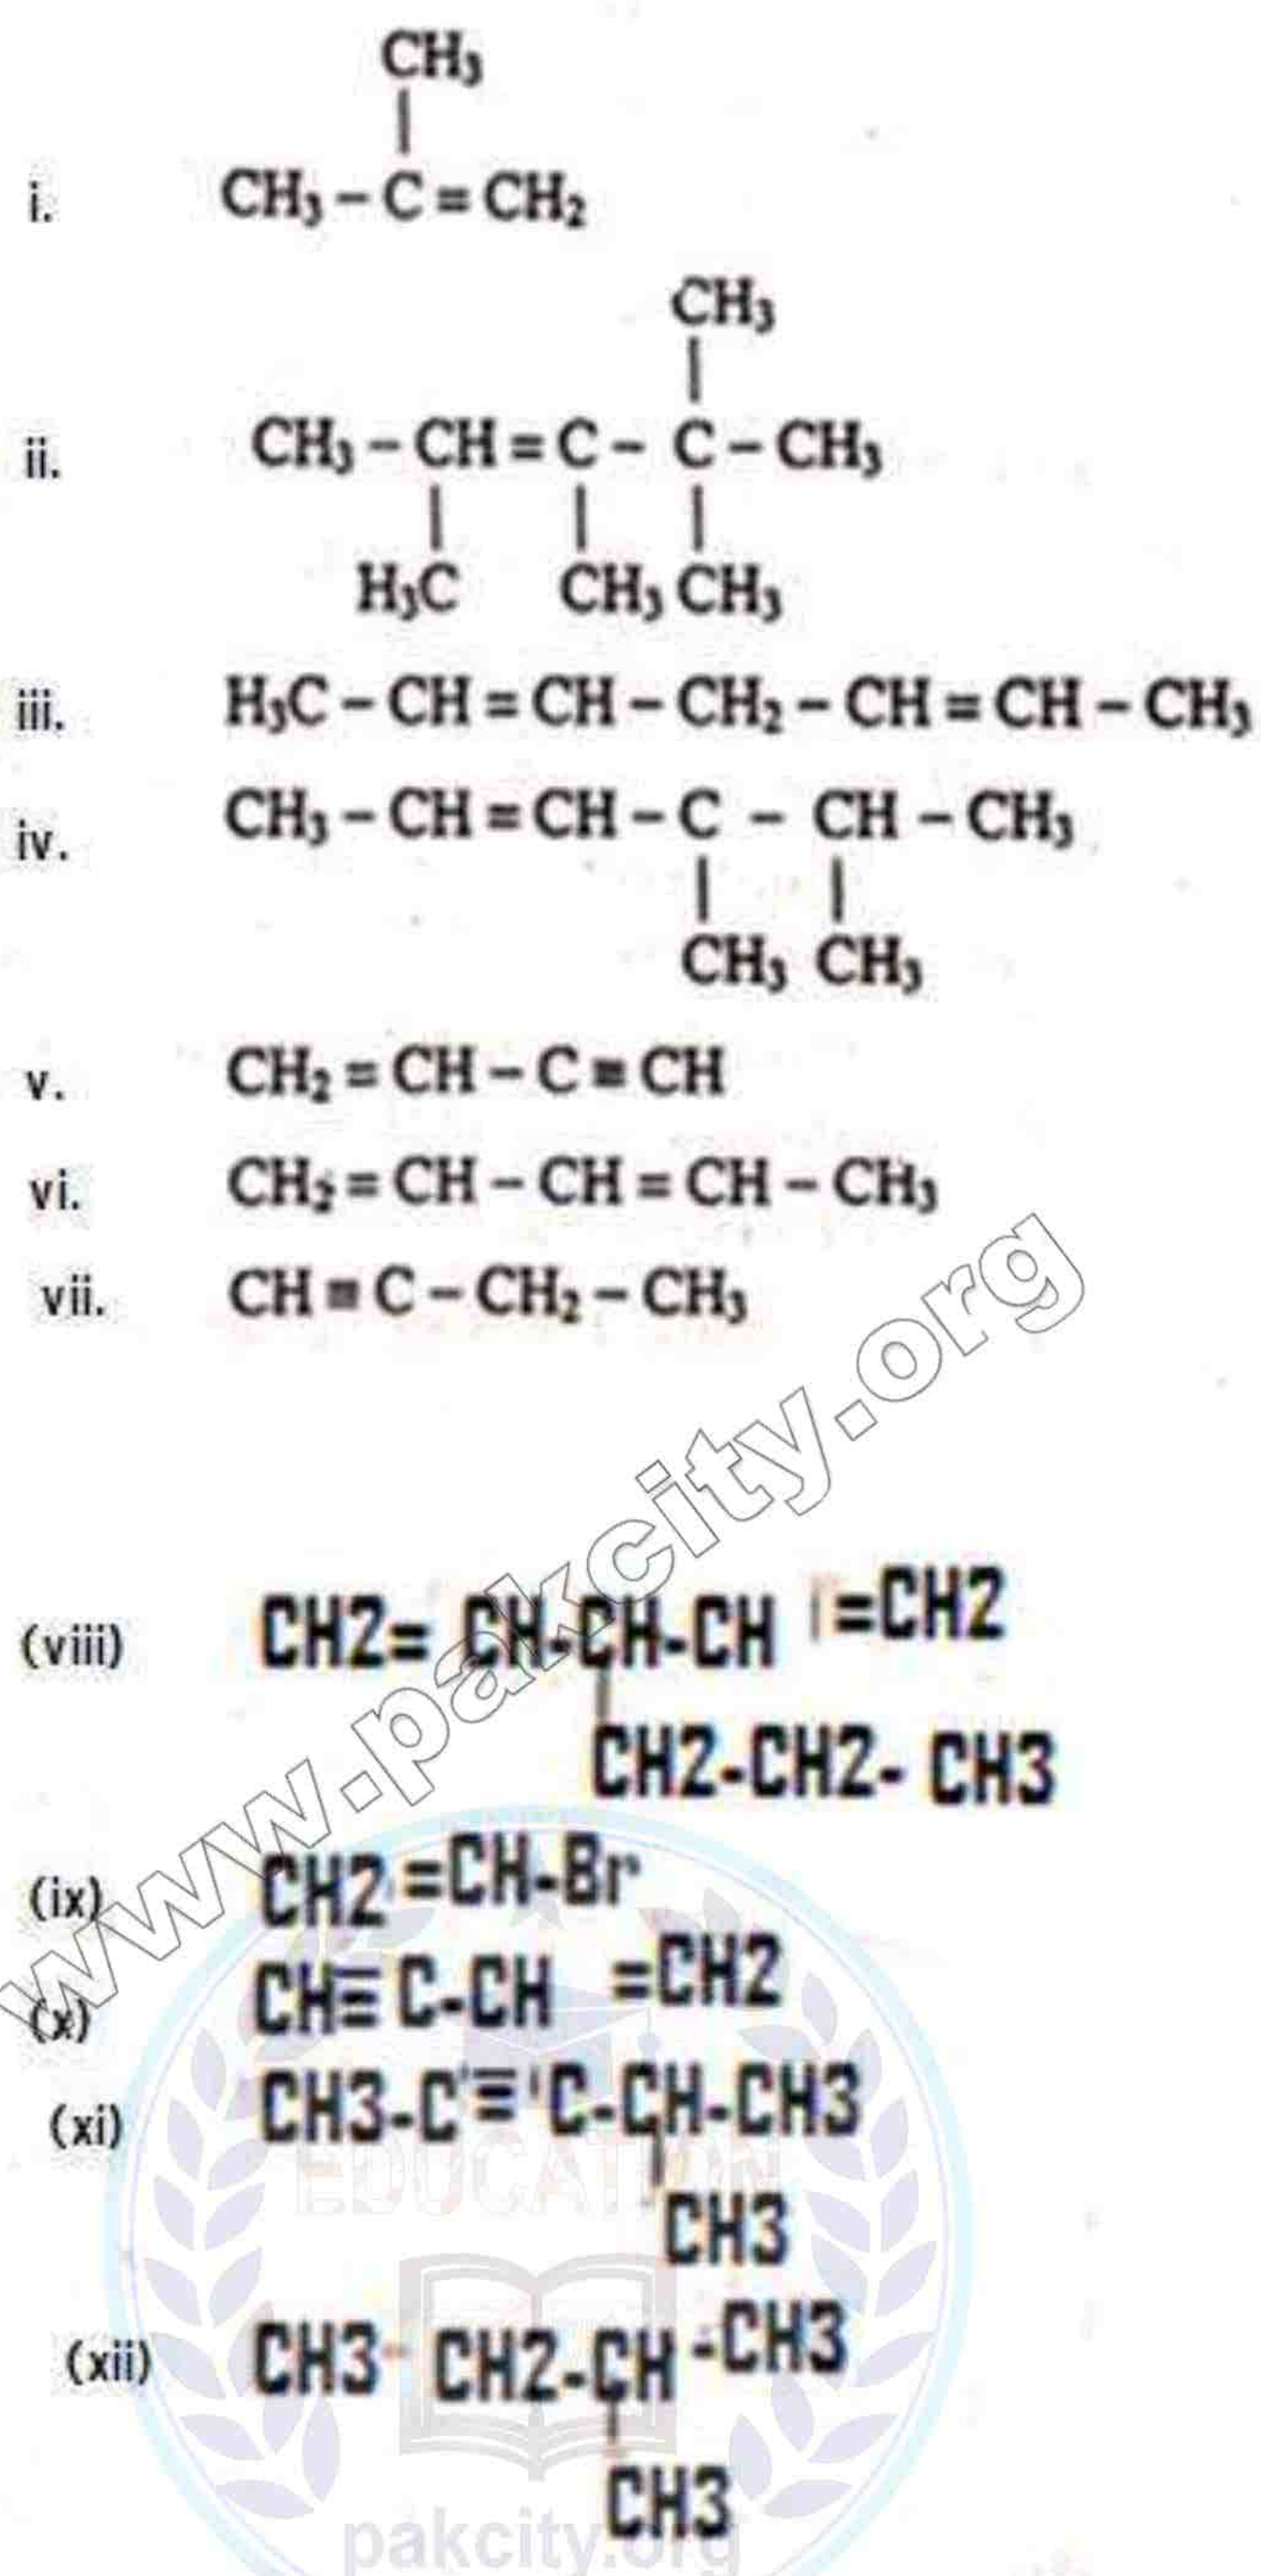 CH₃
|
i. CH₃ – C = CH₂
CH₃
|
ii. CH₃ – CH = C – C – CH₃
| | |
H₃C CH₃ CH₃
iii. H₃C – CH = CH – CH₂ – CH = CH – CH₃
iv. CH₃ – CH = CH – C – CH – CH₃
| |
CH₃ CH₃
v. CH₂ = CH – C ≡ CH
vi. CH₂ = CH – CH = CH – CH₃
vii. CH ≡ C – CH₂ – CH₃
www.pakcity.org
(viii) CH2= CH-CH-CH =CH2
|
CH2-CH2- CH3
(ix) CH2 =CH-Br
(x) CH≡ C-CH =CH2
(xi) CH3-C ≡ C-CH-CH3
|
CH3
EDUCATION
(xii) CH3- CH2-CH -CH3
|
CH3
pakcity.org